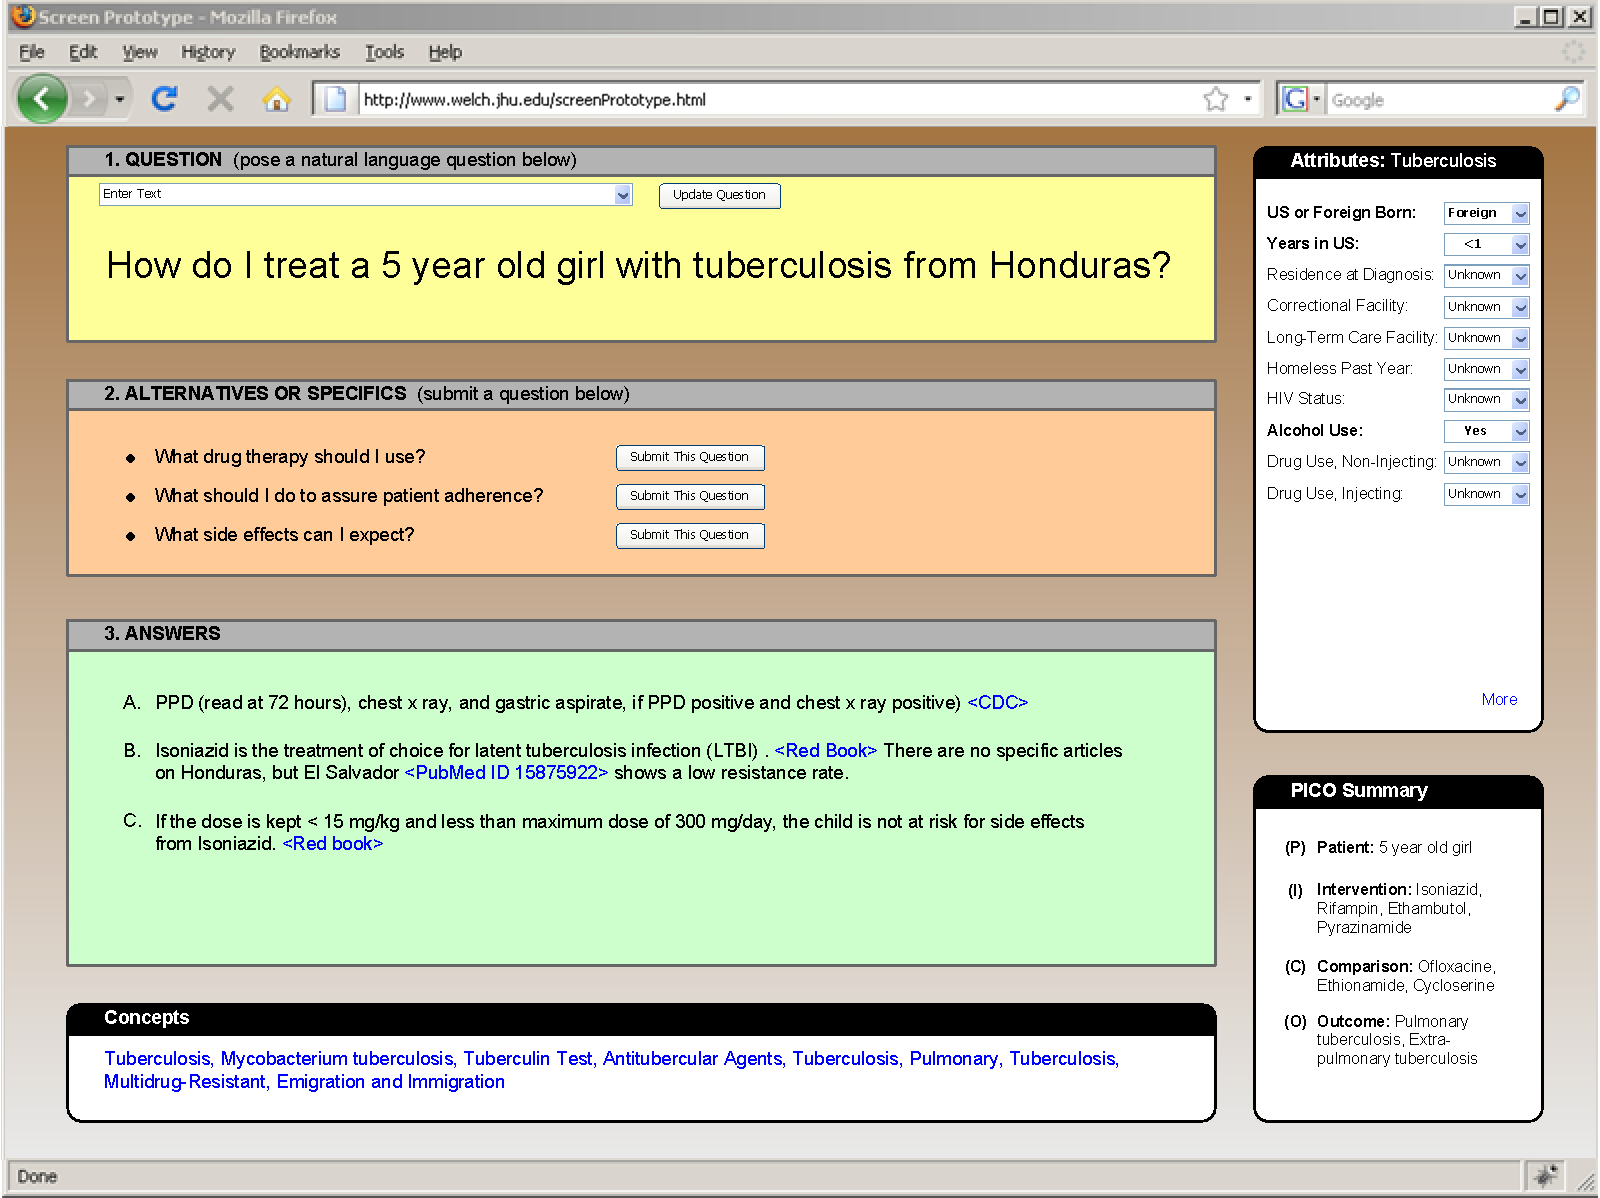 Screen Prototype - Mozilla Firefox
File Edit View History Bookmarks Tools Help
http://www.welch.jhu.edu/screenPrototype.html
G Google
1. QUESTION (pose a natural language question below)
Enter Text
Update Question
How do I treat a 5 year old girl with tuberculosis from Honduras?
2. ALTERNATIVES OR SPECIFICS (submit a question below)
• What drug therapy should I use? Submit This Question
• What should I do to assure patient adherence? Submit This Question
• What side effects can I expect? Submit This Question
3. ANSWERS
A. PPD (read at 72 hours), chest x ray, and gastric aspirate, if PPD positive and chest x ray positive) <CDC>
B. Isoniazid is the treatment of choice for latent tuberculosis infection (LTBI) . <Red Book> There are no specific articles
on Honduras, but El Salvador <PubMed ID 15875922> shows a low resistance rate.
C. If the dose is kept < 15 mg/kg and less than maximum dose of 300 mg/day, the child is not at risk for side effects
from Isoniazid. <Red book>
Concepts
Tuberculosis, Mycobacterium tuberculosis, Tuberculin Test, Antitubercular Agents, Tuberculosis, Pulmonary, Tuberculosis,
Multidrug-Resistant, Emigration and Immigration
Attributes: Tuberculosis
US or Foreign Born: Foreign
Years in US: <1
Residence at Diagnosis: Unknown
Correctional Facility: Unknown
Long-Term Care Facility: Unknown
Homeless Past Year: Unknown
HIV Status: Unknown
Alcohol Use: Yes
Drug Use, Non-Injecting: Unknown
Drug Use, Injecting: Unknown
More
PICO Summary
(P) Patient: 5 year old girl
(I) Intervention: Isoniazid,
Rifampin, Ethambutol,
Pyrazinamide
(C) Comparison: Ofloxacine,
Ethionamide, Cycloserine
(O) Outcome: Pulmonary
tuberculosis, Extra-
pulmonary tuberculosis
Done